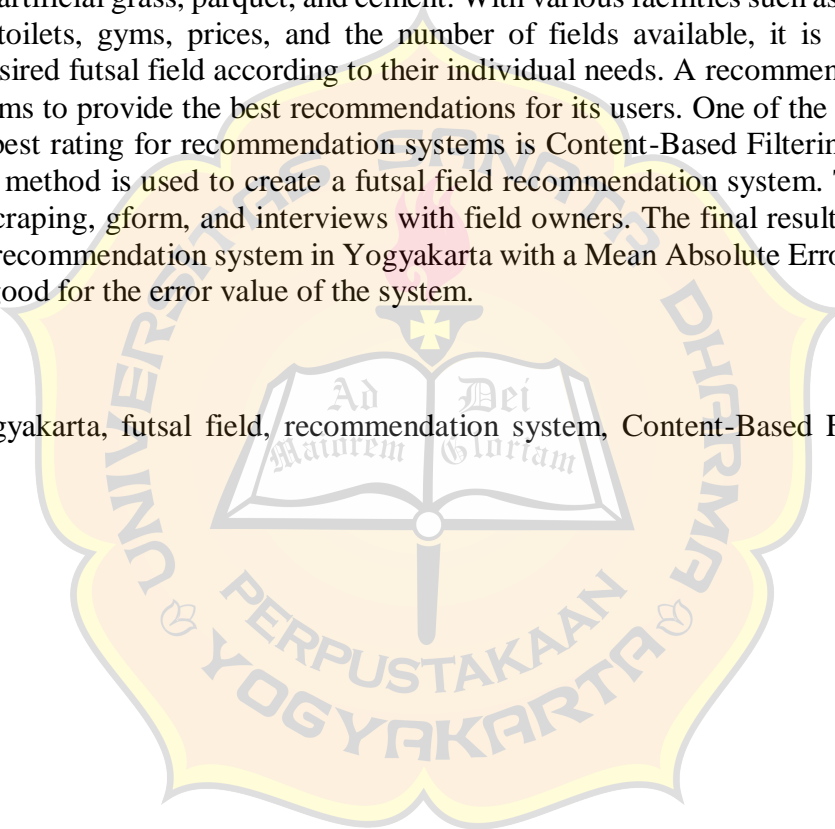 artificial grass, parquet, and cement. With various facilities such as
toilets, gyms, prices, and the number of fields available, it is
sired futsal field according to their individual needs. A recommen
ms to provide the best recommendations for its users. One of the
best rating for recommendation systems is Content-Based Filterin
method is used to create a futsal field recommendation system.
craping, gform, and interviews with field owners. The final result
recommendation system in Yogyakarta with a Mean Absolute Erro
good for the error value of the system.
gyakarta, futsal field, recommendation system, Content-Based F
UNIVERSITAS SANATA DHARMA
Ad Dei
Maiorem Gloriam
PERPUSTAKAAN
YOGYAKARTA